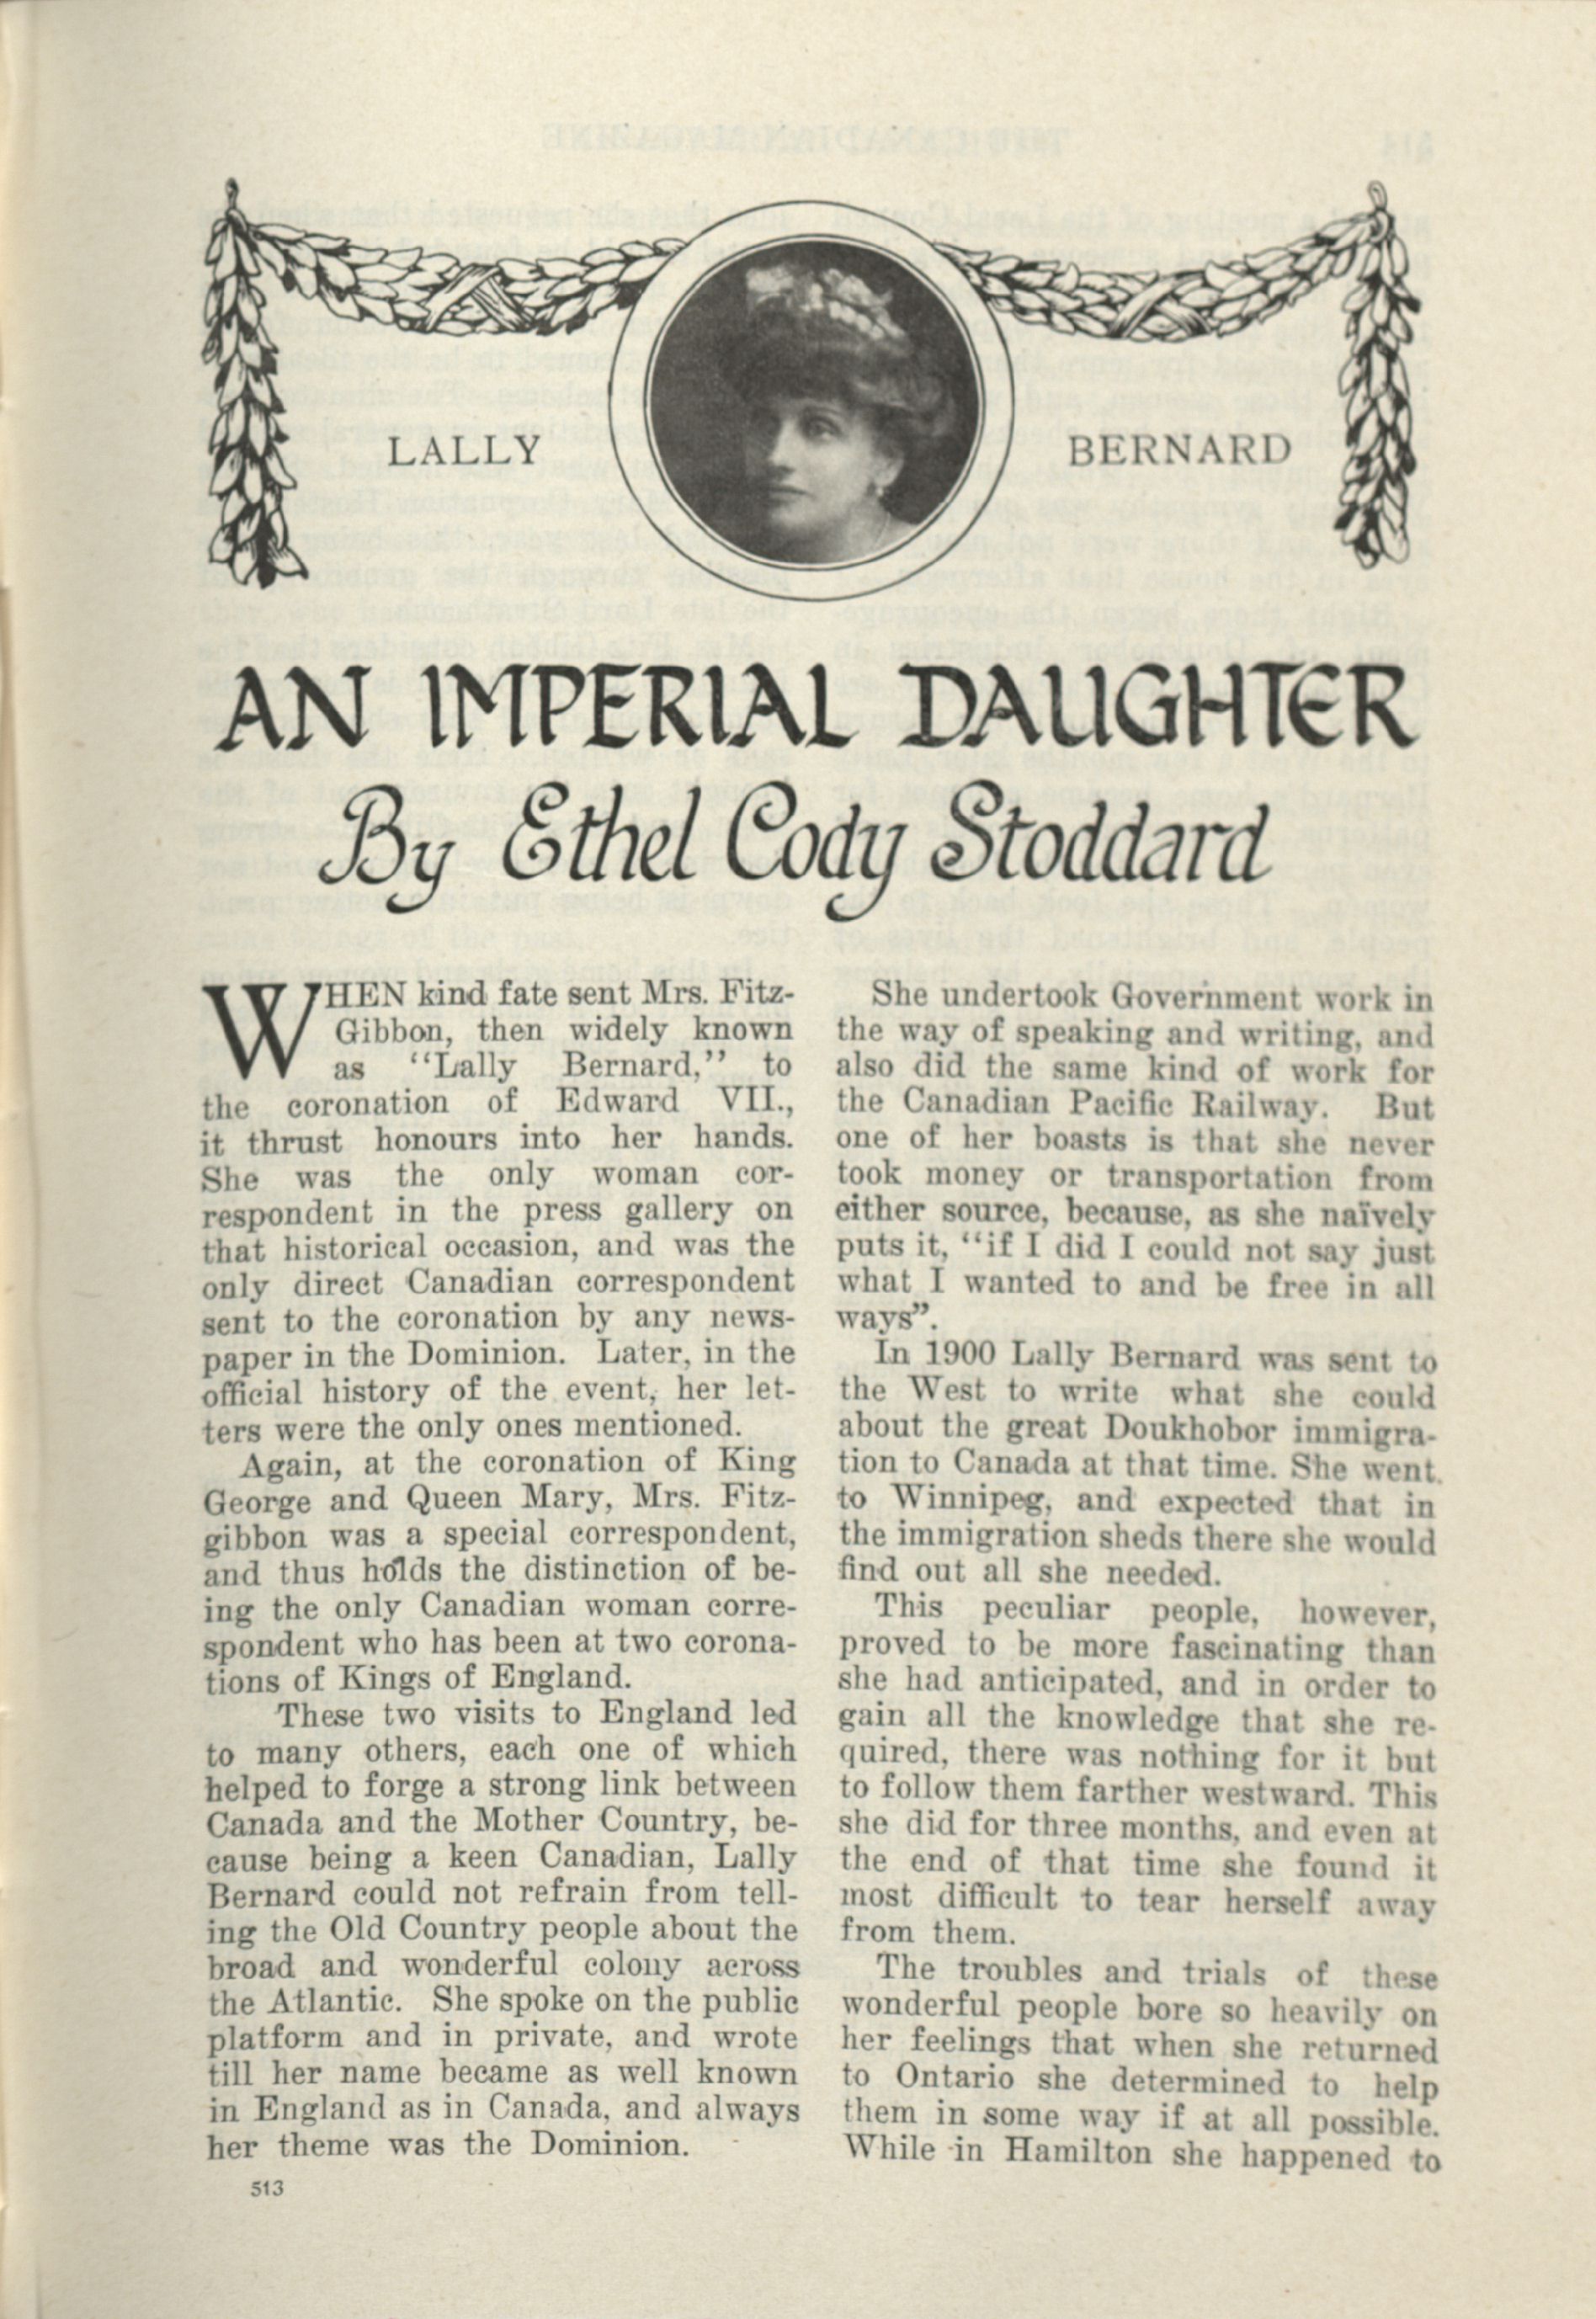 LALLY
BERNARD
AN IMPERIAL DAUGHTER
By Ethel Cody Stoddard
WHEN kind fate sent Mrs. Fitz-
Gibbon, then widely known
as "Lally Bernard," to
the coronation of Edward VII.,
it thrust honours into her hands.
She was the only woman cor-
respondent in the press gallery on
that historical occasion, and was the
only direct Canadian correspondent
sent to the coronation by any news-
paper in the Dominion. Later, in the
official history of the event, her let-
ters were the only ones mentioned.
Again, at the coronation of King
George and Queen Mary, Mrs. Fitz-
gibbon was a special correspondent,
and thus holds the distinction of be-
ing the only Canadian woman corre-
spondent who has been at two corona-
tions of Kings of England.
These two visits to England led
to many others, each one of which
helped to forge a strong link between
Canada and the Mother Country, be-
cause being a keen Canadian, Lally
Bernard could not refrain from tell-
ing the Old Country people about the
broad and wonderful colony across
the Atlantic. She spoke on the public
platform and in private, and wrote
till her name became as well known
in England as in Canada, and always
her theme was the Dominion.
513
She undertook Government work in
the way of speaking and writing, and
also did the same kind of work for
the Canadian Pacific Railway. But
one of her boasts is that she never
took money or transportation from
either source, because, as she naïvely
puts it, "if I did I could not say just
what I wanted to and be free in all
ways".
In 1900 Lally Bernard was sent to
the West to write what she could
about the great Doukhobor immigra-
tion to Canada at that time. She went
to Winnipeg, and expected that in
the immigration sheds there she would
find out all she needed.
This peculiar people, however,
proved to be more fascinating than
she had anticipated, and in order to
gain all the knowledge that she re-
quired, there was nothing for it but
to follow them farther westward. This
she did for three months, and even at
the end of that time she found it
most difficult to tear herself away
from them.
The troubles and trials of these
wonderful people bore so heavily on
her feelings that when she returned
to Ontario she determined to help
them in some way if at all possible.
While in Hamilton she happened to